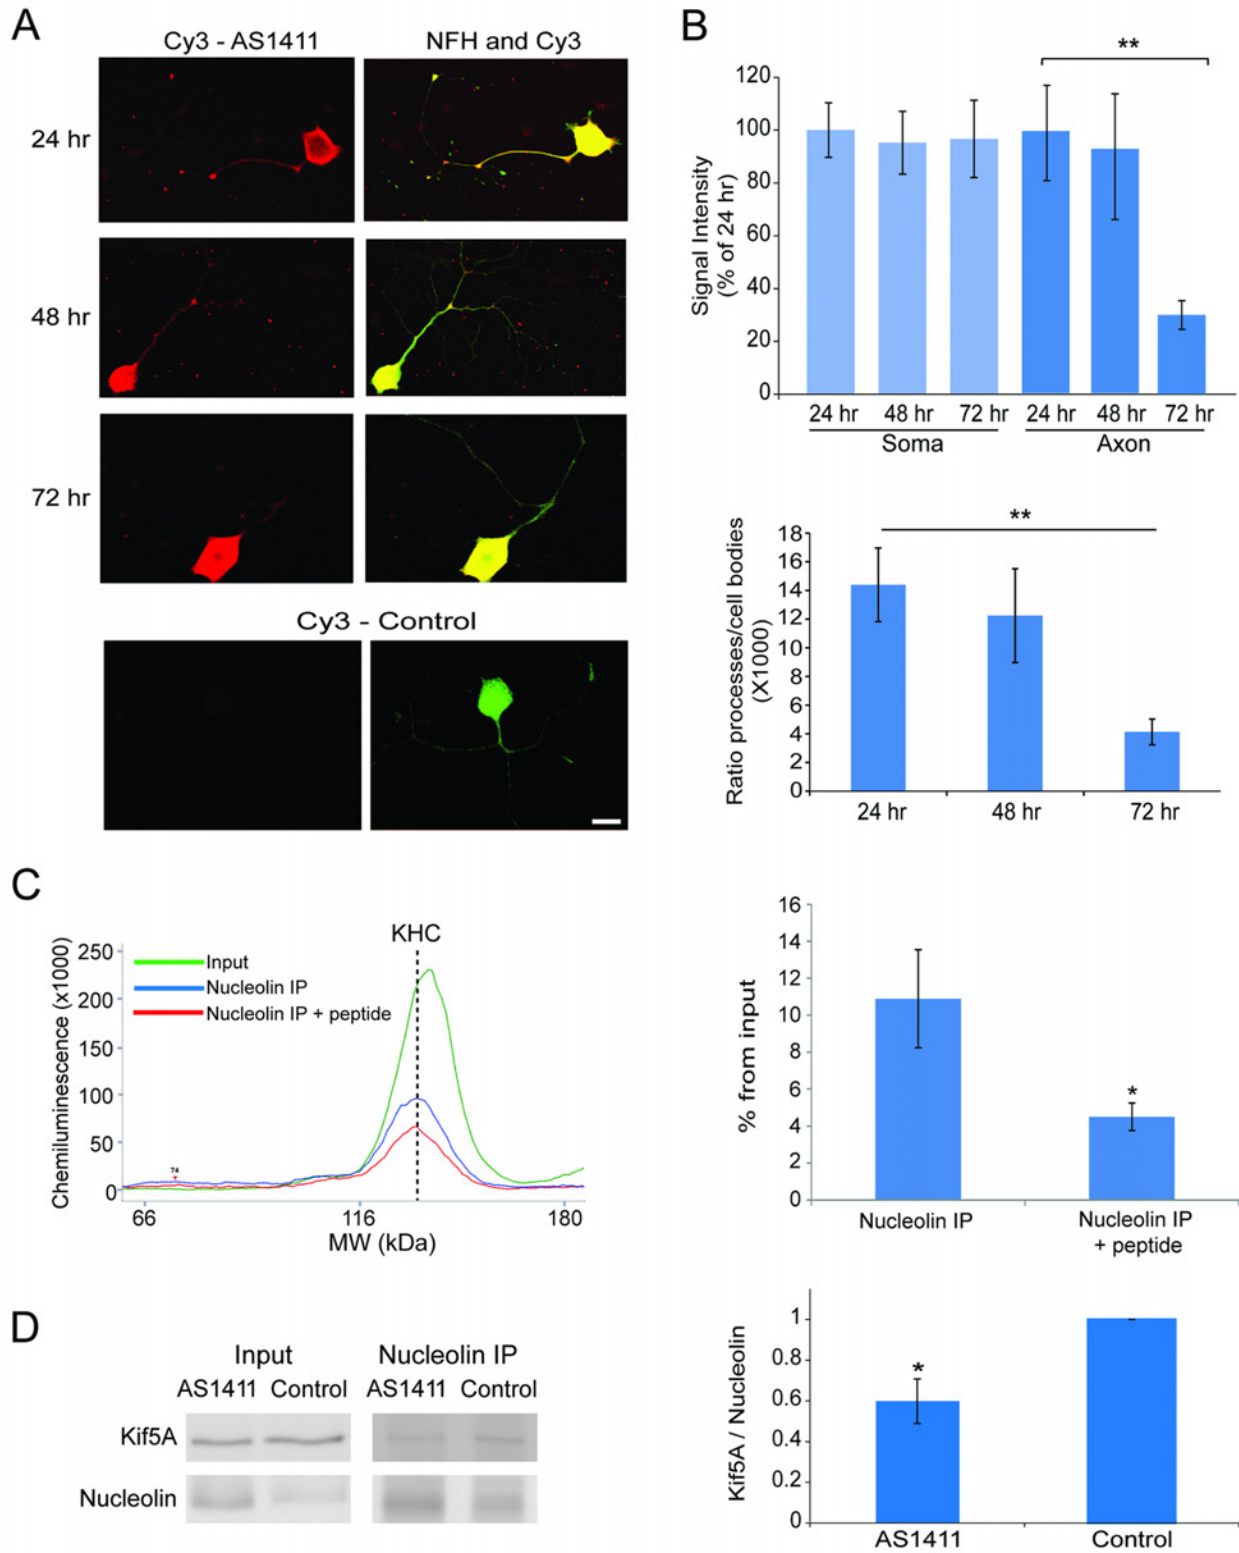 A
Cy3 - AS1411
NFH and Cy3
24 hr
48 hr
72 hr
Cy3 - Control
B
**
Signal Intensity
(% of 24 hr)
120
100
80
60
40
20
0
24 hr 48 hr 72 hr 24 hr 48 hr 72 hr
Soma
Axon
**
Ratio processes/cell bodies
(X1000)
18
16
14
12
10
8
6
4
2
0
24 hr
48 hr
72 hr
C
KHC
Input
Nucleolin IP
Nucleolin IP + peptide
Chemiluminescence (x1000)
250
200
150
100
50
0
74
66
116
180
MW (kDa)
% from input
16
14
12
10
8
6
4
2
0
*
Nucleolin IP
Nucleolin IP
+ peptide
D
Input
Nucleolin IP
AS1411 Control
AS1411 Control
Kif5A
Nucleolin
Kif5A / Nucleolin
1
0.8
0.6
0.4
0.2
0
*
AS1411
Control